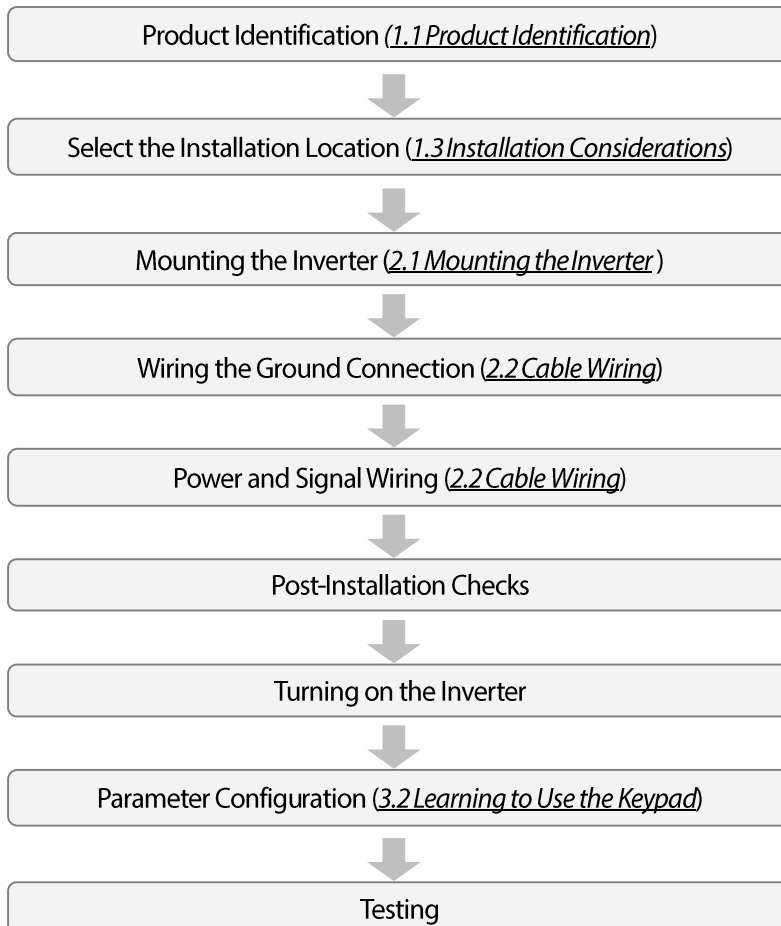 Product Identification (1.1 Product Identification)
Select the Installation Location (1.3 Installation Considerations)
Mounting the Inverter (2.1 Mounting the Inverter )
Wiring the Ground Connection (2.2 Cable Wiring)
Power and Signal Wiring (2.2 Cable Wiring)
Post-Installation Checks
Turning on the Inverter
Parameter Configuration (3.2 Learning to Use the Keypad)
Testing